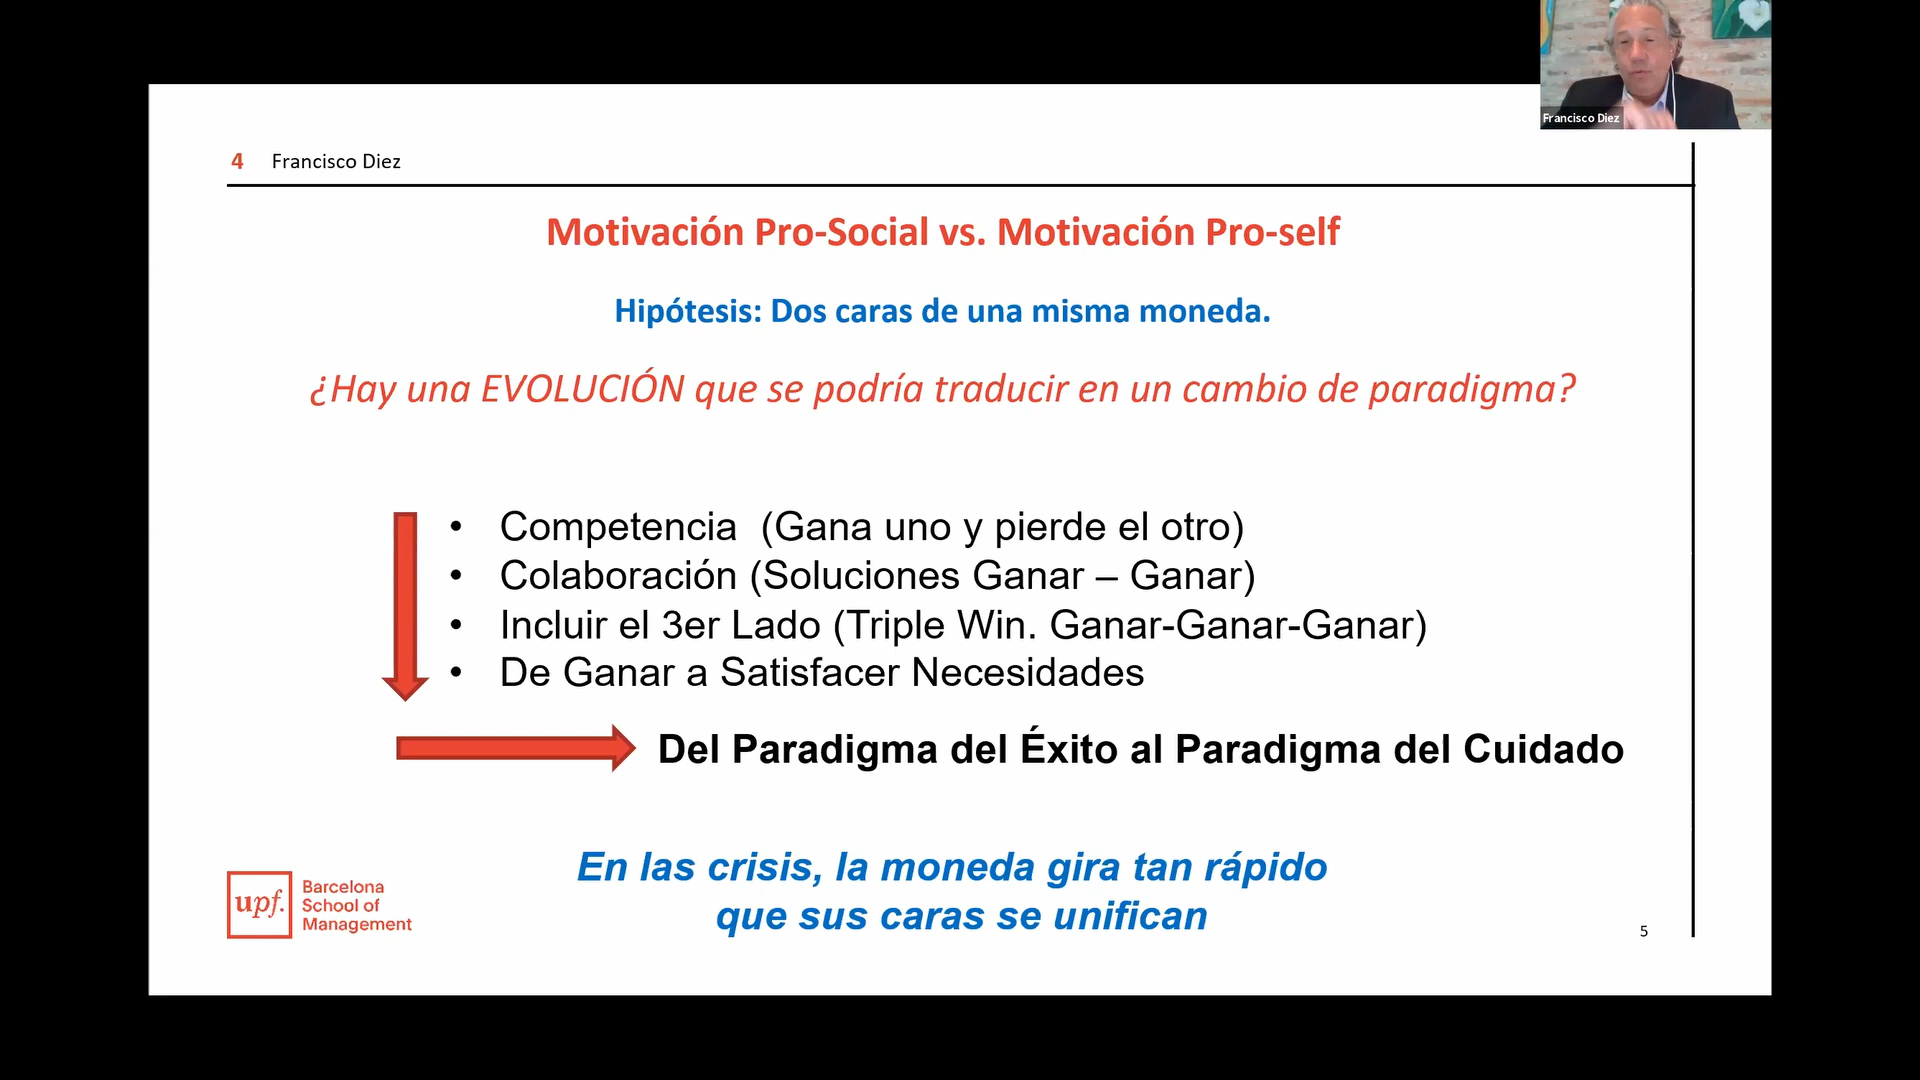 Francisco Diez
4 Francisco Diez
Motivación Pro-Social vs. Motivación Pro-self
Hipótesis: Dos caras de una misma moneda.
¿Hay una EVOLUCIÓN que se podría traducir en un cambio de paradigma?
• Competencia (Gana uno y pierde el otro)
• Colaboración (Soluciones Ganar – Ganar)
• Incluir el 3er Lado (Triple Win. Ganar-Ganar-Ganar)
• De Ganar a Satisfacer Necesidades
Del Paradigma del Éxito al Paradigma del Cuidado
En las crisis, la moneda gira tan rápido
que sus caras se unifican
upf.
Barcelona
School of
Management
5